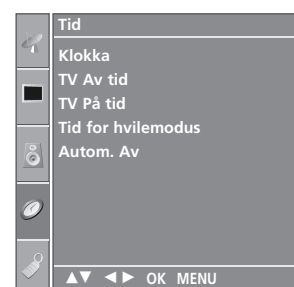 Tid
Klokka
TV Av tid
TV På tid
Tid for hvilemodus
Autom. Av
▲▼ ◄► OK MENU